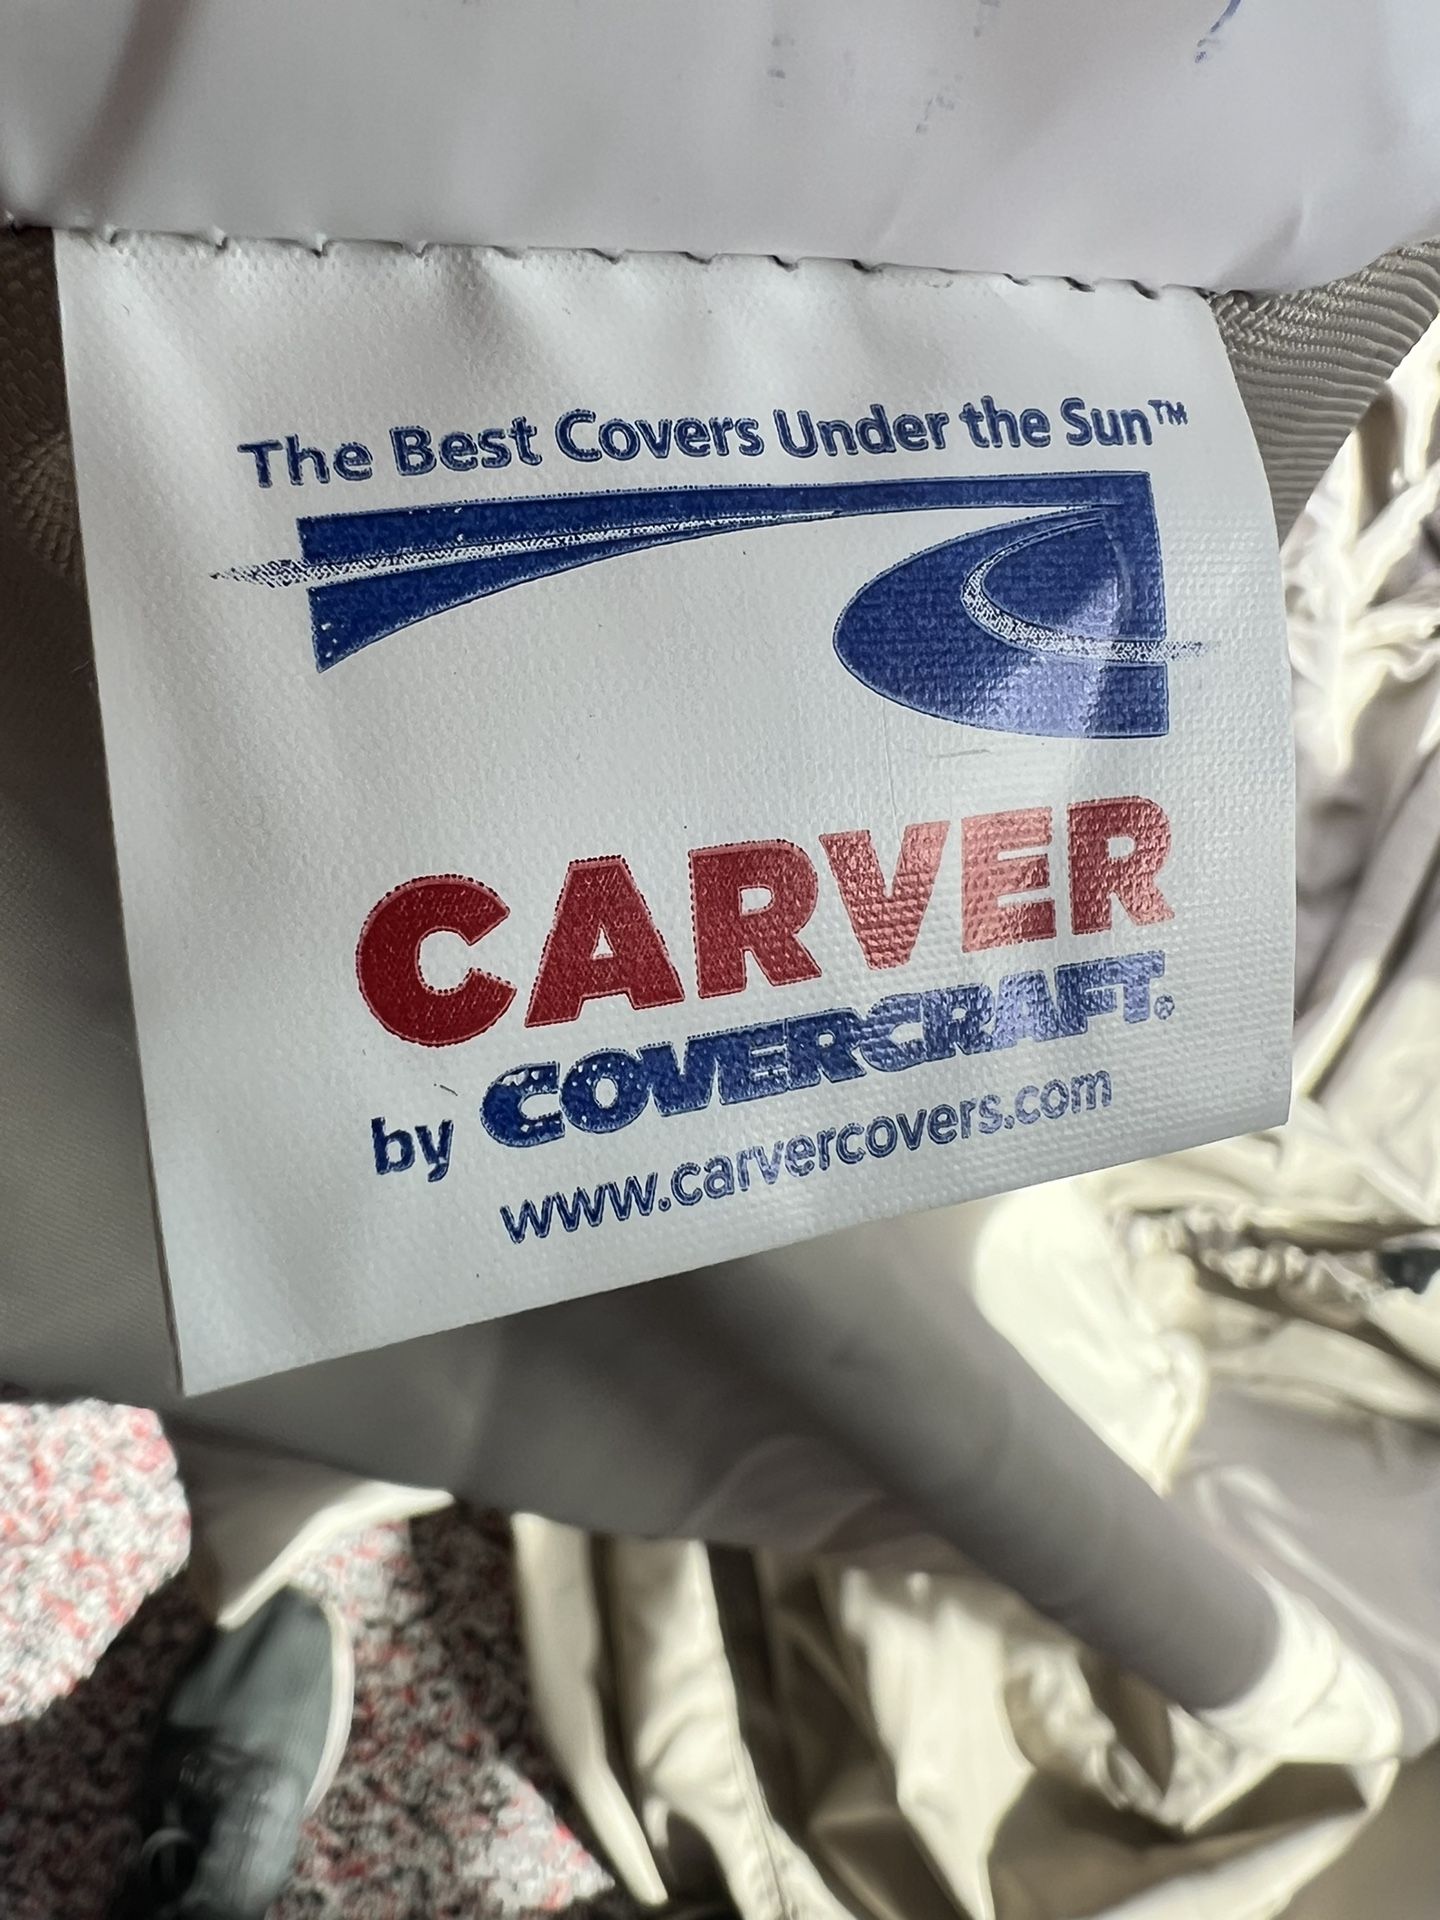 The Best Covers Under the Sun™
CARVER
by COVERCRAFT®
www.carvercovers.com